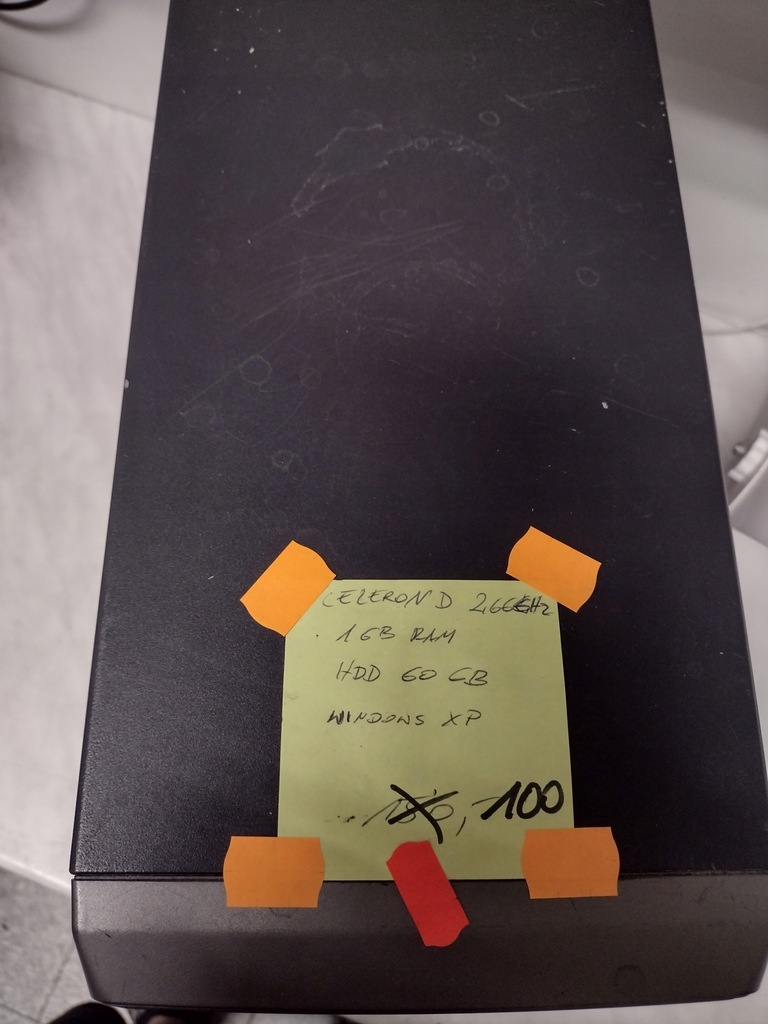 CELERON D 2,66GHz
1GB RAM
HDD 60 GB
WINDOWS XP
150,- 100